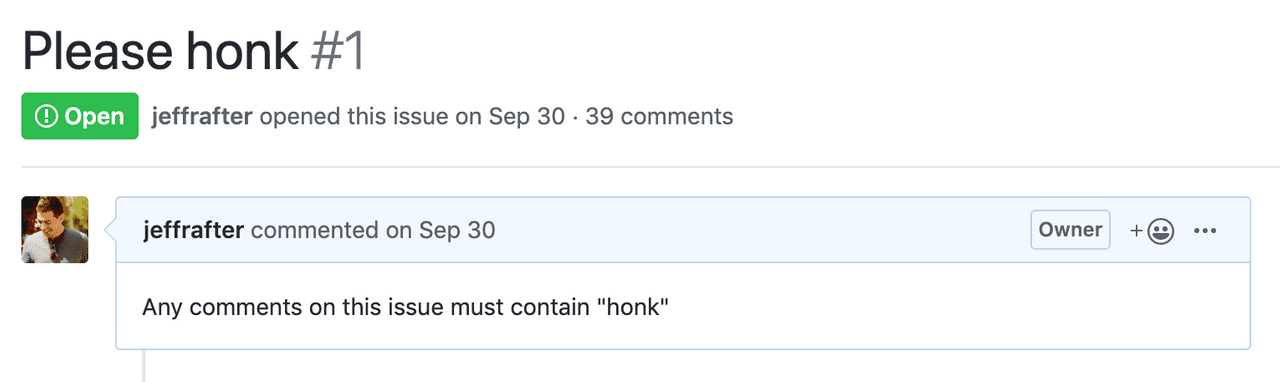 Please honk #1
Open jeffrafter opened this issue on Sep 30 · 39 comments
jeffrafter commented on Sep 30 Owner
Any comments on this issue must contain "honk"